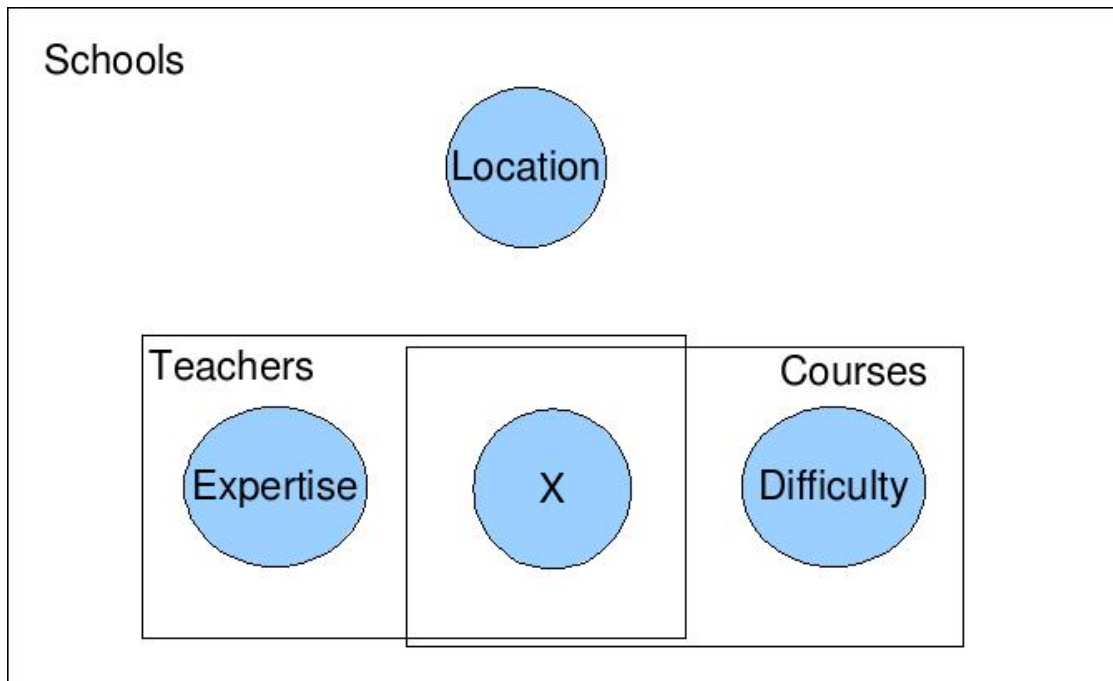 Schools
Location
Teachers
Courses
Expertise
X
Difficulty